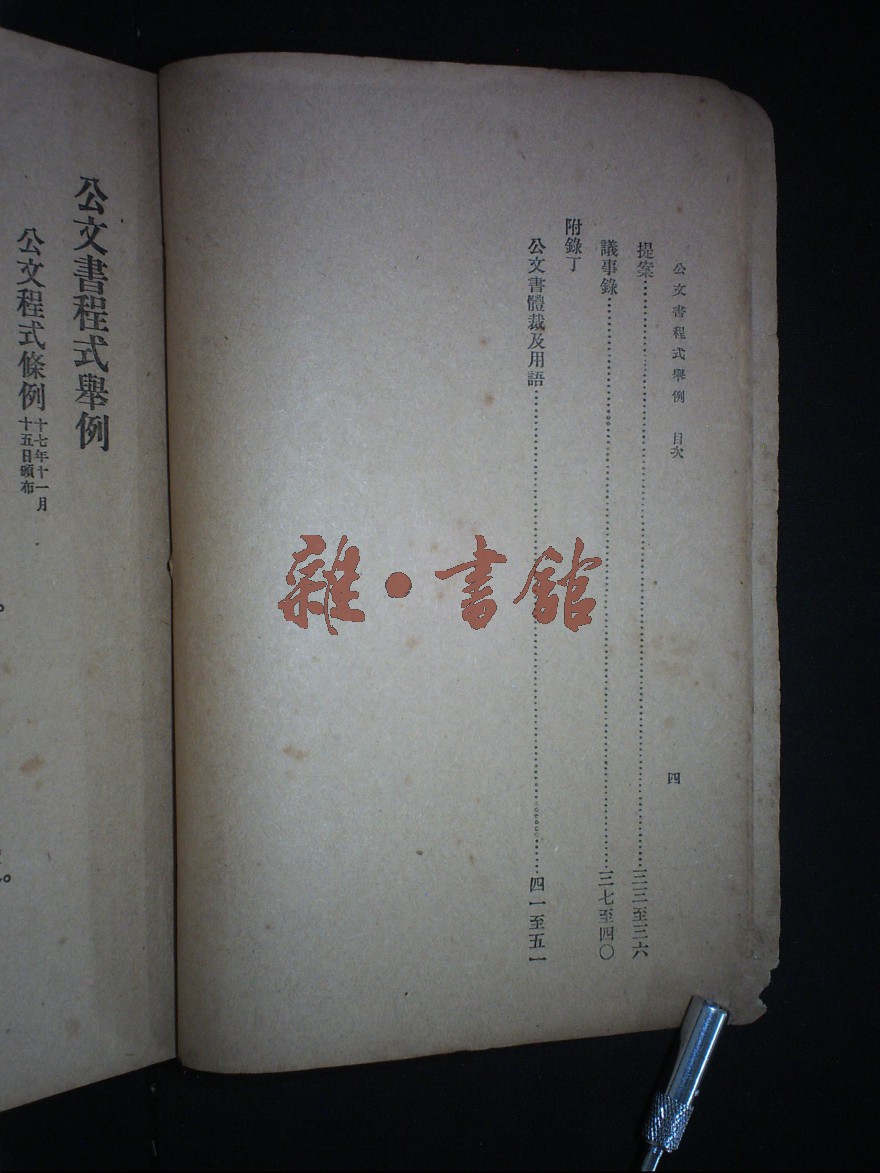 公文書程式舉例 目次
四
提案……三三至三六
議事錄……三七至四〇
附錄丁
公文書體裁及用語……四一至五一
公文書程式舉例
公文程式條例
十七年十一月
十五日頒布
雜·書館